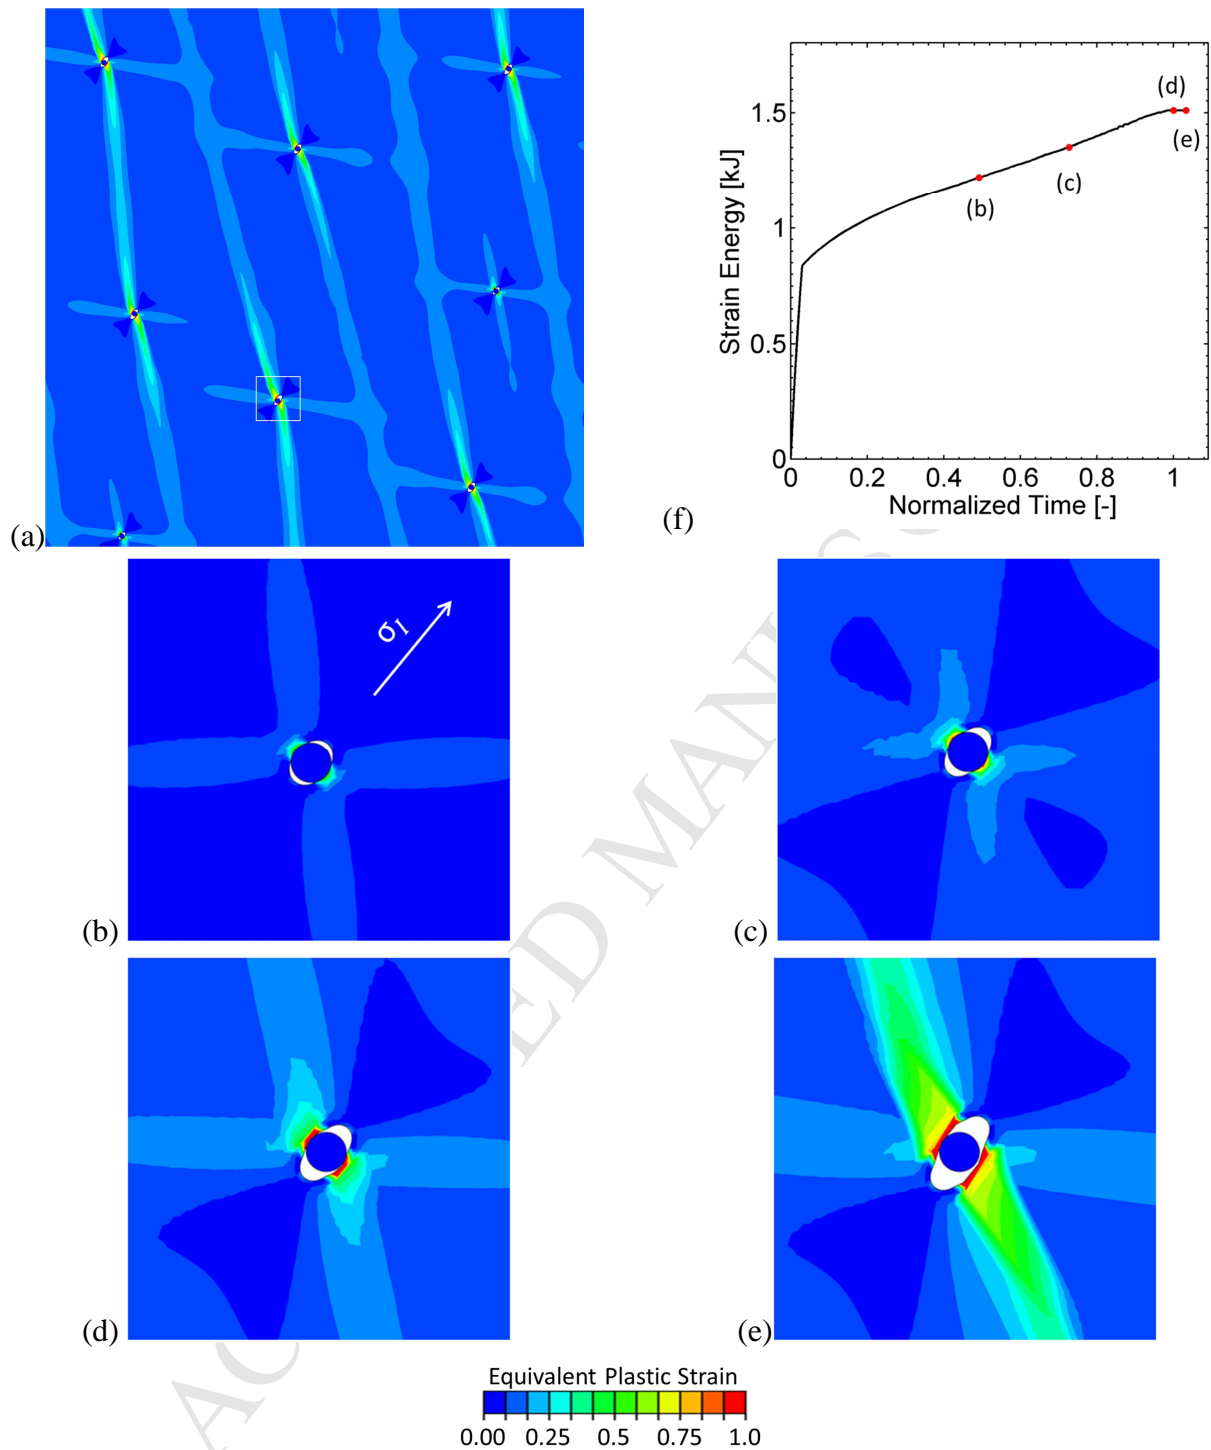 (a)
Strain Energy [kJ]
1.5
1
0.5
0
0 0.2 0.4 0.6 0.8 1
Normalized Time [-]
(b)
(c)
(d)
(e)
(f)
σI
(b)
(c)
(d)
(e)
Equivalent Plastic Strain
0.00 0.25 0.5 0.75 1.0